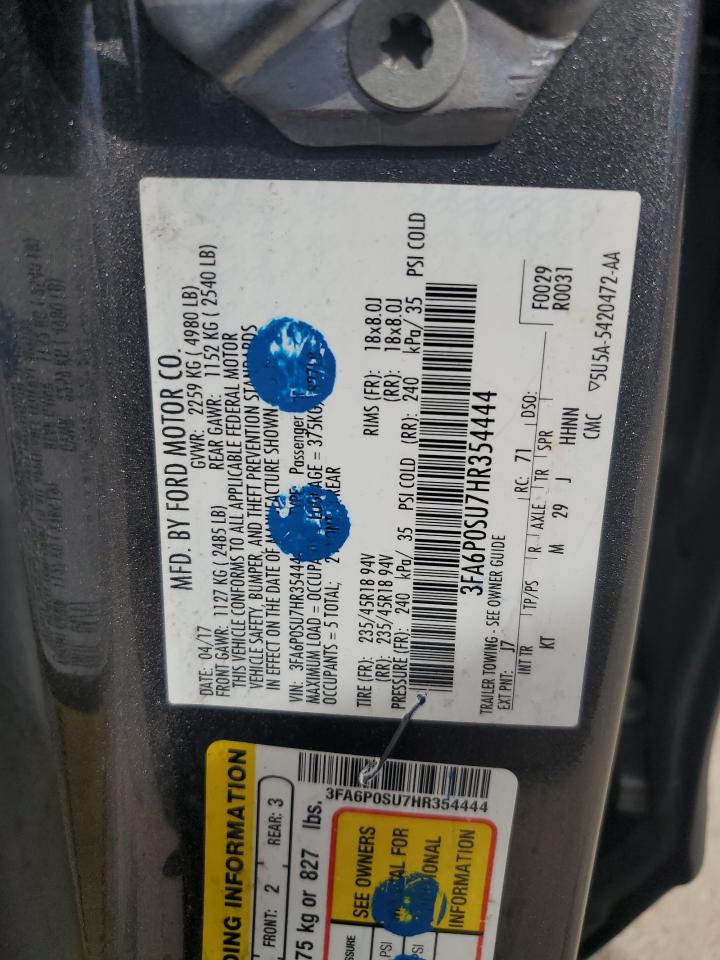 MFD. BY FORD MOTOR CO.
DATE: 04/17 GVWR: 2259 KG ( 4980 LB)
FRONT GAWR: 1127 KG ( 2485 LB) REAR GAWR: 1152 KG ( 2540 LB)
THIS VEHICLE CONFORMS TO ALL APPLICABLE FEDERAL MOTOR
VEHICLE SAFETY, BUMPER, AND THEFT PREVENTION STANDARDS
IN EFFECT ON THE DATE OF FACTURE SHOWN
VIN: 3FA6P0SU7HR354444 Passenger
MAXIMUM LOAD = OCCUPA = 375KG
OCCUPANTS = 5 TOTAL; 2 REAR
TIRE (FR): 235/45R18 94V RIMS (FR): 18x8.0J
(RR): 235/45R18 94V (RR): 18x8.0J
PRESSURE (FR): 240 kPa/ 35 PSI COLD (RR): 240 kPa/ 35 PSI COLD
3FA6P0SU7HR354444
TRAILER TOWING - SEE OWNER GUIDE
EXT PNT: J7 RC: 71 DSO: F0029
R0031
INT TR TP/PS R AXLE TR SPR
KT M 29 J HHNN
CMC ▽5U5A-5420472-AA
3FA6P0SU7HR354444
DING INFORMATION
FRONT: 2 REAR: 3
75 kg or 827 lbs.
SEE OWNERS
FOR
IONAL
INFORMATION
SSURE
PSI